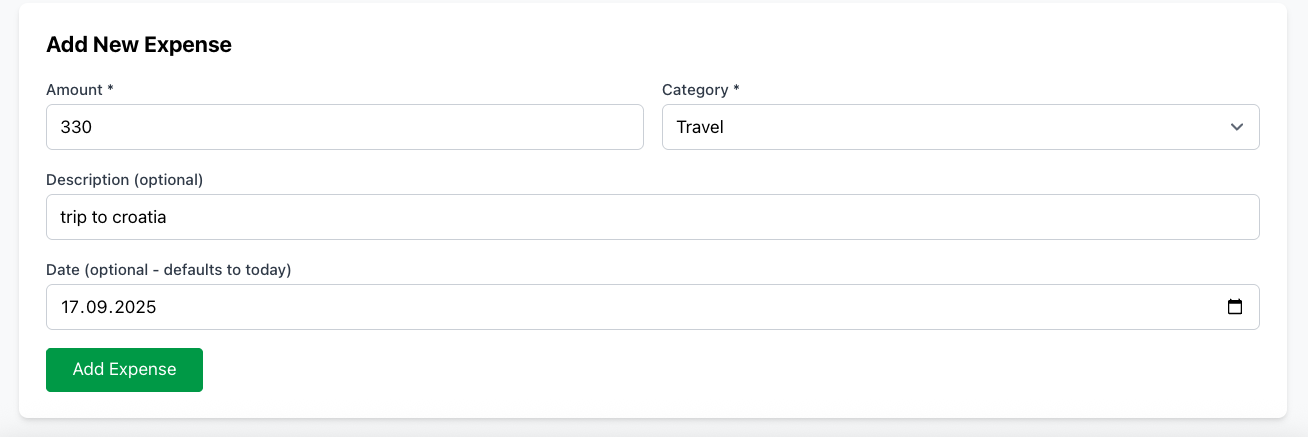 Add New Expense
Amount *
Category *
330
Travel
Description (optional)
trip to croatia
Date (optional - defaults to today)
17.09.2025
Add Expense